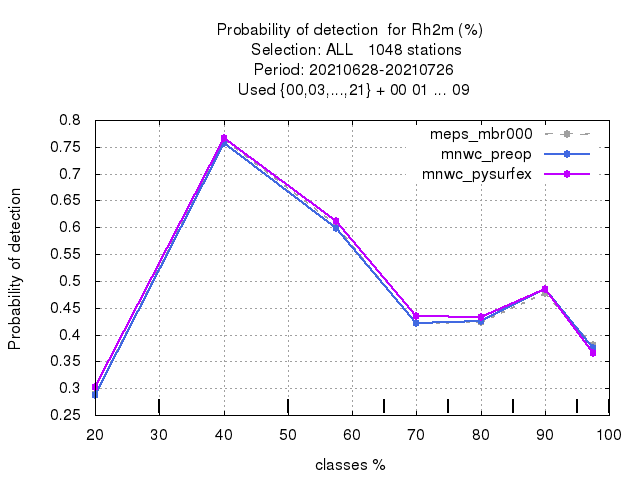 Probability of detection  for Rh2m (%)
Selection: ALL   1048 stations
Period: 20210628-20210726
Used {00,03,...,21} + 00 01 ... 09
meps_mbr000
mnwc_preop
mnwc_pysurfex
Probability of detection
0.8
0.75
0.7
0.65
0.6
0.55
0.5
0.45
0.4
0.35
0.3
0.25
20 30 40 50 60 70 80 90 100
classes %